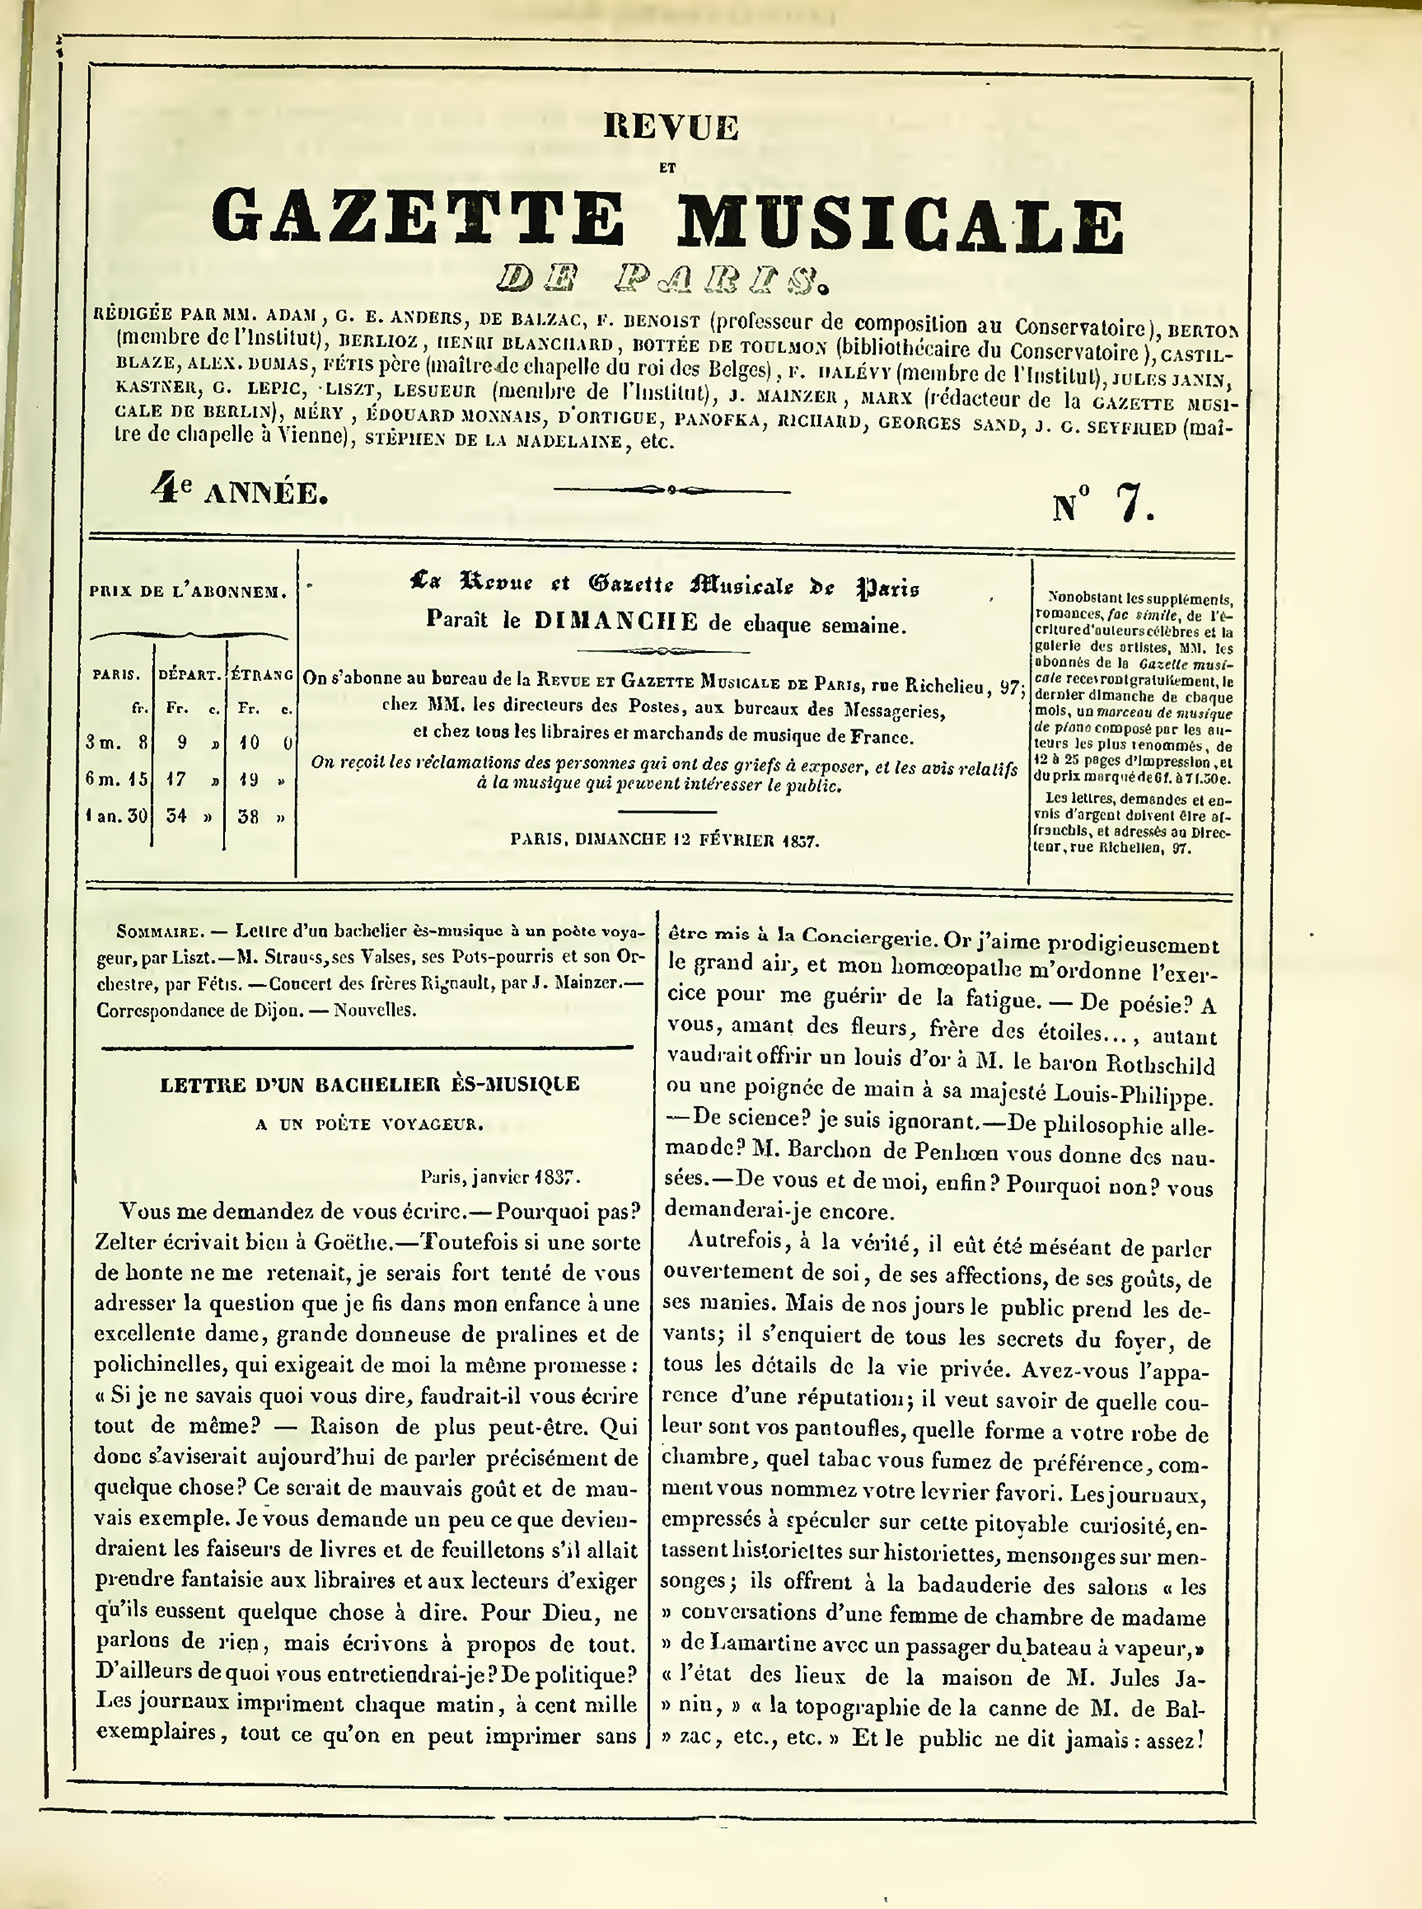 REVUE
ET
GAZETTE MUSICALE
DE PARIS.
RÉDIGÉE PAR MM. ADAM, G. E. ANDERS, DE BALZAC, F. BENOIST (professeur de composition au Conservatoire), BERTON
(membre de l'Institut), BERLIOZ, HENRI BLANCHARD, BOTTÉE DE TOULMON (bibliothécaire du Conservatoire), CASTIL-
BLAZE, ALEX. DUMAS, FÉTIS père (maître de chapelle du roi des Belges), F. HALÉVY (membre de l'Institut), JULES JANIN,
KASTNER, G. LEPIC, LISZT, LESUEUR (membre de l'Institut), J. MAINZER, MARX (rédacteur de la GAZETTE MUSI-
CALE DE BERLIN), MÉRY, ÉDOUARD MONNAIS, D'ORTIGUE, PANOFKA, RICHARD, GEORGES SAND, J. G. SEYFRIED (maî-
tre de chapelle à Vienne), STÉPHEN DE LA MADELAINE, etc.
4e ANNÉE.
No 7.
PRIX DE L'ABONNEM.
PARIS. DÉPART. ÉTRANG
fr. Fr. c. Fr. c.
3 m. 8 9 » 10 0
6 m. 15 17 » 19 »
1 an. 30 34 » 38 »
La Revue et Gazette Musicale de Paris
Paraît le DIMANCHE de chaque semaine.
On s'abonne au bureau de la REVUE ET GAZETTE MUSICALE DE PARIS, rue Richelieu, 97;
chez MM. les directeurs des Postes, aux bureaux des Messageries,
et chez tous les libraires et marchands de musique de France.
On reçoit les réclamations des personnes qui ont des griefs à exposer, et les avis relatifs
à la musique qui peuvent intéresser le public.
PARIS, DIMANCHE 12 FÉVRIER 1837.
Nonobstant les suppléments,
romances, fac simile, de l'é-
criture d'auteurs célèbres et la
galerie des artistes, MM. les
abonnés de la Gazette musi-
cale recevront gratuitement, le
dernier dimanche de chaque
mois, un morceau de musique
de piano composé par les au-
teurs les plus renommés, de
12 à 25 pages d'impression, et
du prix marqué de 6 f. à 7 f. 50 c.
Les lettres, demandes et en-
vois d'argent doivent être af-
franchis, et adressés au Direc-
teur, rue Richelieu, 97.
SOMMAIRE. — Lettre d'un bachelier ès-musique à un poète voya-
geur, par Liszt. — M. Strauss, ses Valses, ses Pots-pourris et son Or-
chestre, par Fétis. — Concert des frères Rignault, par J. Mainzer. —
Correspondance de Dijon. — Nouvelles.
LETTRE D'UN BACHELIER ÈS-MUSIQUE
A UN POÈTE VOYAGEUR.
Paris, janvier 1837.
Vous me demandez de vous écrire. — Pourquoi pas?
Zelter écrivait bien à Goëthe. — Toutefois si une sorte
de honte ne me retenait, je serais fort tenté de vous
adresser la question que je fis dans mon enfance à une
excellente dame, grande donneuse de pralines et de
polichinelles, qui exigeait de moi la même promesse :
« Si je ne savais quoi vous dire, faudrait-il vous écrire
tout de même? — Raison de plus peut-être. Qui
donc s'aviserait aujourd'hui de parler précisément de
quelque chose? Ce serait de mauvais goût et de mau-
vais exemple. Je vous demande un peu ce que devien-
draient les faiseurs de livres et de feuilletons s'il allait
prendre fantaisie aux libraires et aux lecteurs d'exiger
qu'ils eussent quelque chose à dire. Pour Dieu, ne
parlons de rien, mais écrivons à propos de tout.
D'ailleurs de quoi vous entretiendrai-je? De politique?
Les journaux impriment chaque matin, à cent mille
exemplaires, tout ce qu'on en peut imprimer sans
être mis à la Conciergerie. Or j'aime prodigieusement
le grand air, et mon homœopathe m'ordonne l'exer-
cice pour me guérir de la fatigue. — De poésie? A
vous, amant des fleurs, frère des étoiles..., autant
vaudrait offrir un louis d'or à M. le baron Rothschild
ou une poignée de main à sa majesté Louis-Philippe.
— De science? je suis ignorant. — De philosophie alle-
mande? M. Barchon de Penhœn vous donne des nau-
sées. — De vous et de moi, enfin? Pourquoi non? vous
demanderai-je encore.
Autrefois, à la vérité, il eût été méséant de parler
ouvertement de soi, de ses affections, de ses goûts, de
ses manies. Mais de nos jours le public prend les de-
vants; il s'enquiert de tous les secrets du foyer, de
tous les détails de la vie privée. Avez-vous l'appa-
rence d'une réputation; il veut savoir de quelle cou-
leur sont vos pantoufles, quelle forme a votre robe de
chambre, quel tabac vous fumez de préférence, com-
ment vous nommez votre levrier favori. Les journaux,
empressés à spéculer sur cette pitoyable curiosité, en-
tassent historiettes sur historiettes, mensonges sur men-
songes; ils offrent à la badauderie des salons « les
» conversations d'une femme de chambre de madame
» de Lamartine avec un passager du bateau à vapeur, »
« l'état des lieux de la maison de M. Jules Ja-
» nin, » « la topographie de la canne de M. de Bal-
» zac, etc., etc. » Et le public ne dit jamais : assez!